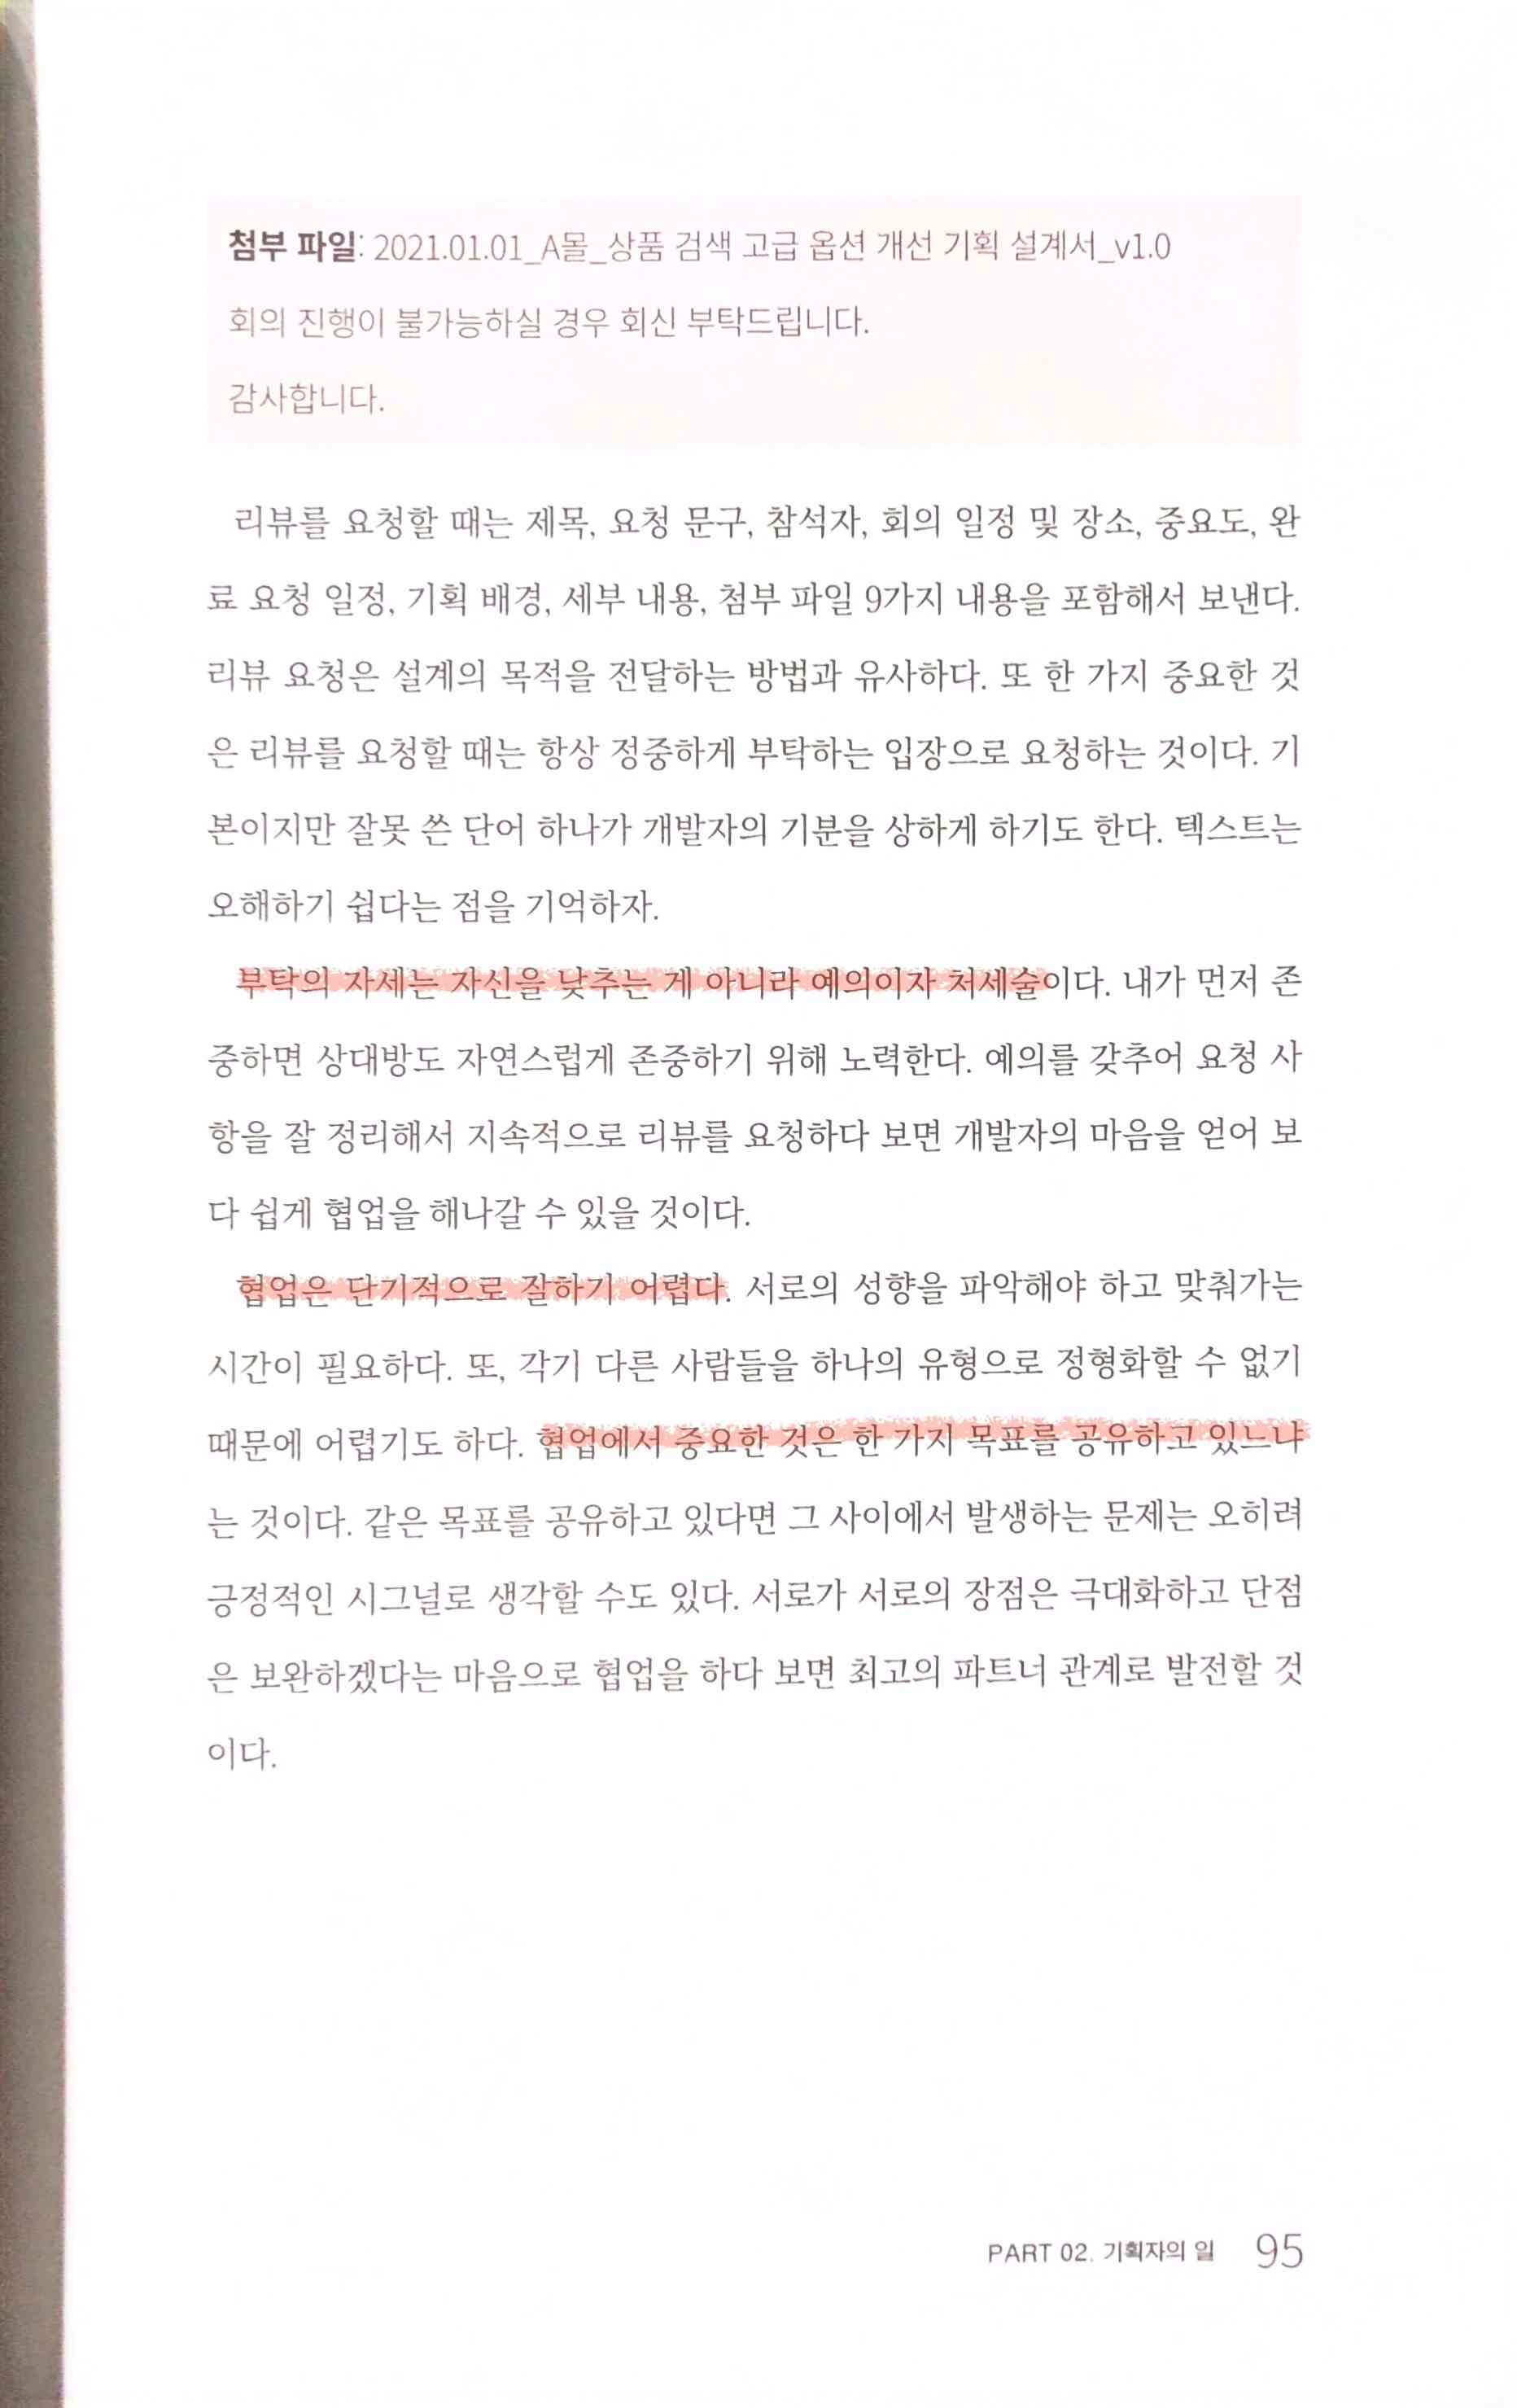 첨부 파일: 2021.01.01_A몰_상품 검색 고급 옵션 개선 기획 설계서_v1.0
회의 진행이 불가능하실 경우 회신 부탁드립니다.
감사합니다.
리뷰를 요청할 때는 제목, 요청 문구, 참석자, 회의 일정 및 장소, 중요도, 완
료 요청 일정, 기획 배경, 세부 내용, 첨부 파일 9가지 내용을 포함해서 보낸다.
리뷰 요청은 설계의 목적을 전달하는 방법과 유사하다. 또 한 가지 중요한 것
은 리뷰를 요청할 때는 항상 정중하게 부탁하는 입장으로 요청하는 것이다. 기
본이지만 잘못 쓴 단어 하나가 개발자의 기분을 상하게 하기도 한다. 텍스트는
오해하기 쉽다는 점을 기억하자.
부탁의 자세는 자신을 낮추는 게 아니라 예의이자 처세술이다. 내가 먼저 존
중하면 상대방도 자연스럽게 존중하기 위해 노력한다. 예의를 갖추어 요청 사
항을 잘 정리해서 지속적으로 리뷰를 요청하다 보면 개발자의 마음을 얻어 보
다 쉽게 협업을 해나갈 수 있을 것이다.
협업은 단기적으로 잘하기 어렵다. 서로의 성향을 파악해야 하고 맞춰가는
시간이 필요하다. 또, 각기 다른 사람들을 하나의 유형으로 정형화할 수 없기
때문에 어렵기도 하다. 협업에서 중요한 것은 한 가지 목표를 공유하고 있느냐
는 것이다. 같은 목표를 공유하고 있다면 그 사이에서 발생하는 문제는 오히려
긍정적인 시그널로 생각할 수도 있다. 서로가 서로의 장점은 극대화하고 단점
은 보완하겠다는 마음으로 협업을 하다 보면 최고의 파트너 관계로 발전할 것
이다.
PART 02. 기획자의 일 95